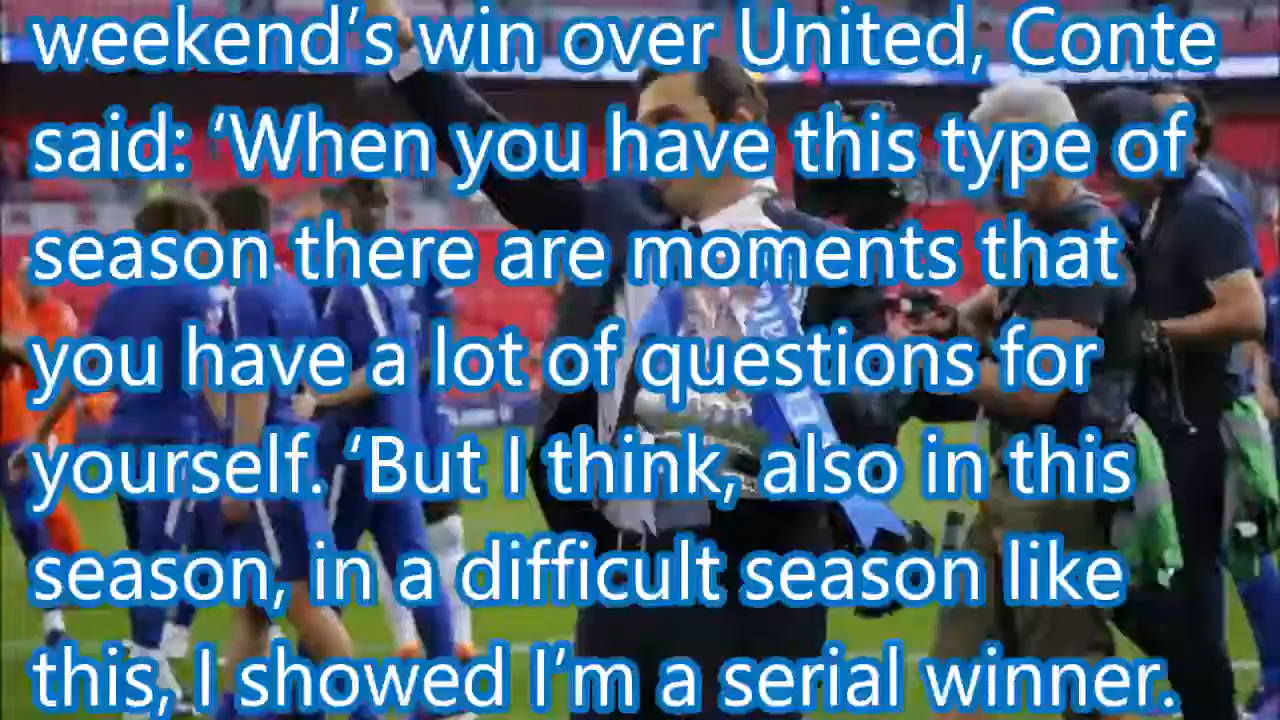 weekend’s win over United, Conte
said: ‘When you have this type of
season there are moments that
you have a lot of questions for
yourself. ‘But I think, also in this
season, in a difficult season like
this, I showed I’m a serial winner.